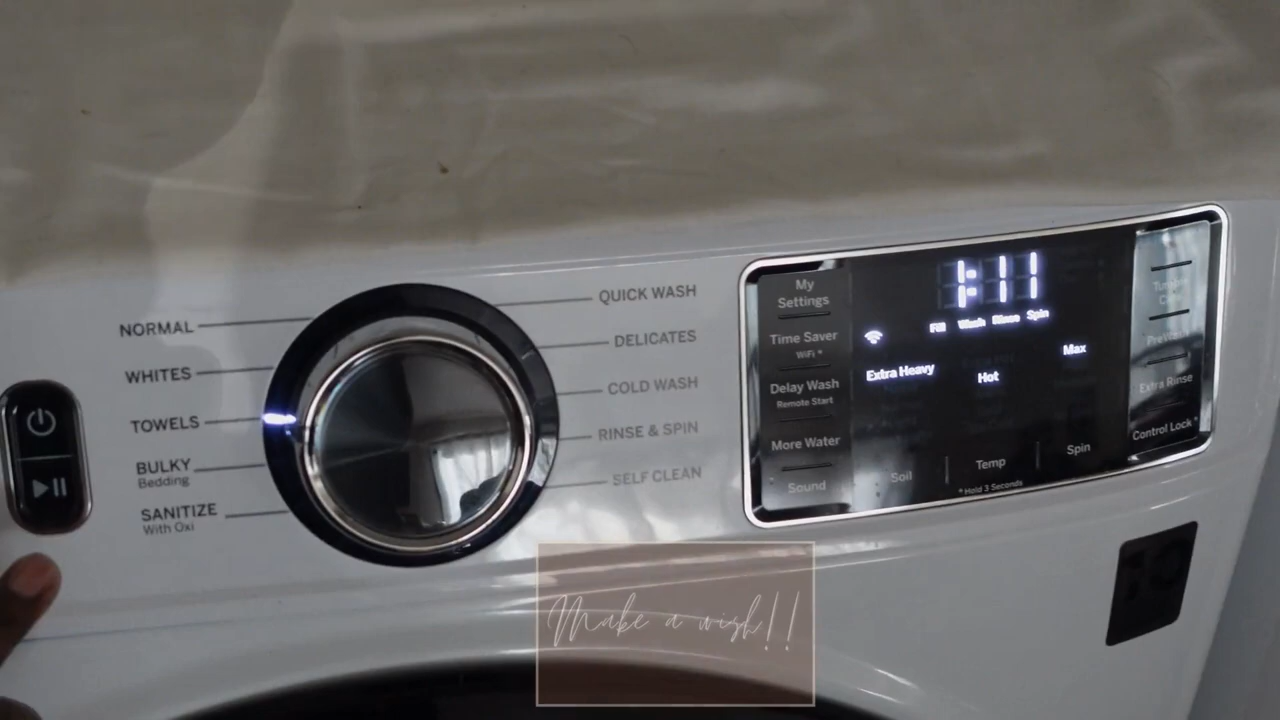 NORMAL
WHITES
TOWELS
BULKY
Bedding
SANITIZE
With Oxi
QUICK WASH
DELICATES
COLD WASH
RINSE & SPIN
SELF CLEAN
My
Settings
Time Saver
WiFi *
Delay Wash
Remote Start
More Water
Sound
1:11
Fill Wash Rinse Spin
Extra Heavy
Hot
Max
Soil
Temp
Spin
*Hold 3 Seconds
PreWash
Extra Rinse
Control Lock *
Make a wish!!